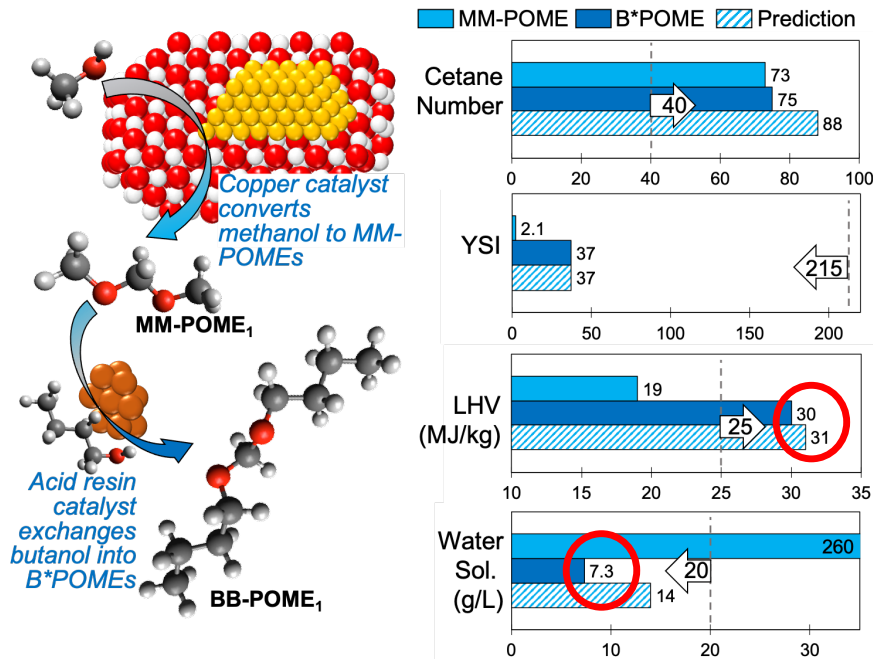 Copper catalyst
converts
methanol to MM-
POMEs
MM-POME₁
Acid resin
catalyst
exchanges
butanol into
B*POMEs
BB-POME₁
MM-POME B*POME Prediction
Cetane
Number
73
75
40
88
0 20 40 60 80 100
YSI
2.1
37
37
215
0 50 100 150 200
LHV
(MJ/kg)
19
30
25
31
10 15 20 25 30 35
Water
Sol.
(g/L)
260
7.3
20
14
0 10 20 30